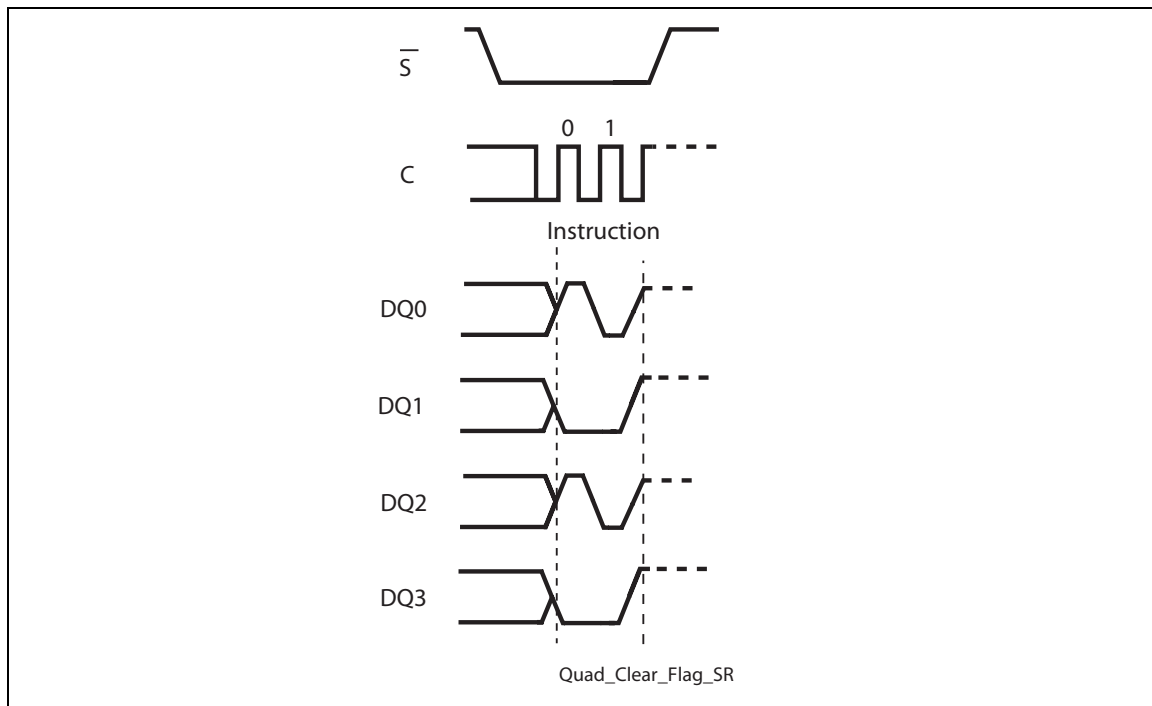 S
0 1
C
Instruction
DQ0
DQ1
DQ2
DQ3
Quad_Clear_Flag_SR